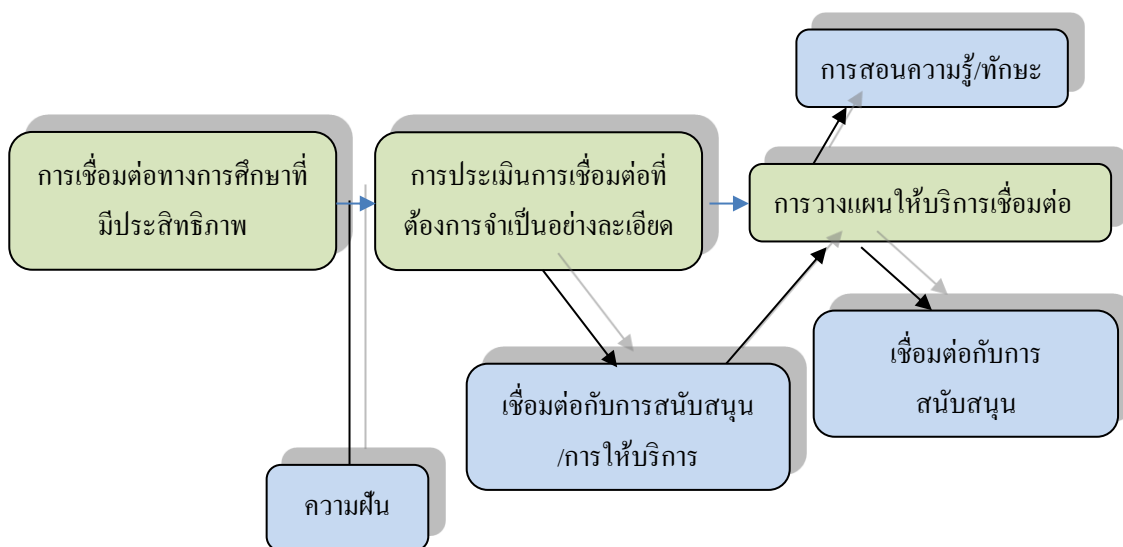 การสอนความรู้/ทักษะ
การเชื่อมต่อทางการศึกษาที่
มีประสิทธิภาพ
การประเมินการเชื่อมต่อที่
ต้องการจำเป็นอย่างละเอียด
การวางแผนให้บริการเชื่อมต่อ
เชื่อมต่อกับการสนับสนุน
/การให้บริการ
เชื่อมต่อกับการ
สนับสนุน
ความฝัน